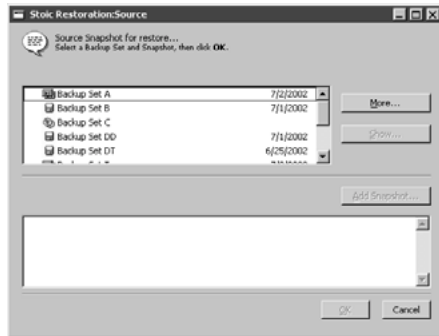 Stoic Restoration:Source
Source Snapshot for restore...
Select a Backup Set and Snapshot, then click OK.
Backup Set A 7/2/2002
Backup Set B 7/1/2002
Backup Set C
Backup Set DD 7/1/2002
Backup Set DT 6/25/2002
More...
Show...
Add Snapshot...
OK
Cancel